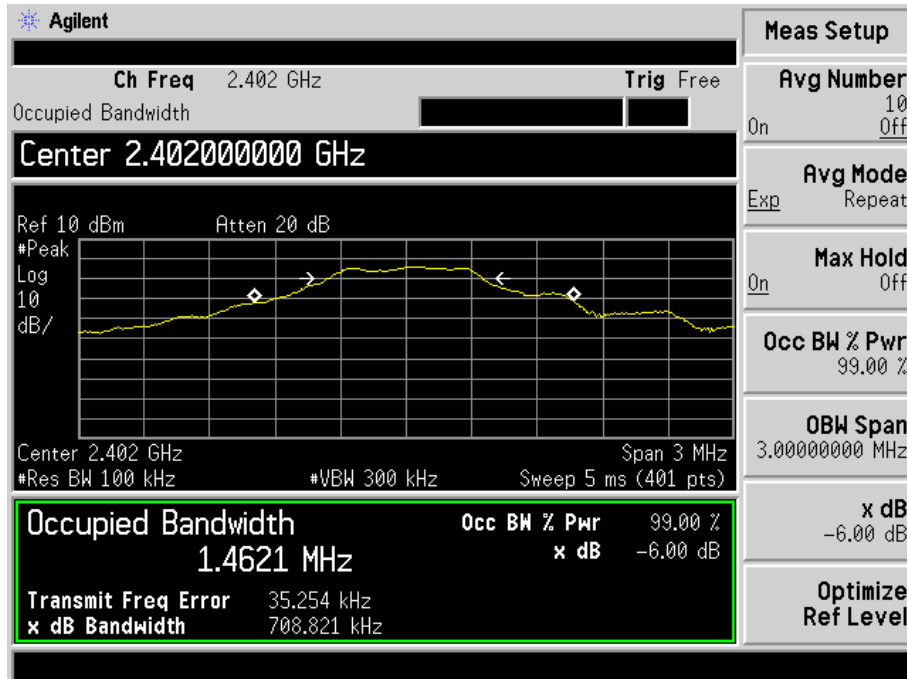 Agilent
Ch Freq 2.402 GHz Trig Free
Occupied Bandwidth
Center 2.402000000 GHz
Ref 10 dBm Atten 20 dB
#Peak
Log
10
dB/
Center 2.402 GHz Span 3 MHz
#Res BW 100 kHz #VBW 300 kHz Sweep 5 ms (401 pts)
Occupied Bandwidth Occ BW % Pwr 99.00 %
1.4621 MHz x dB -6.00 dB
Transmit Freq Error 35.254 kHz
x dB Bandwidth 708.821 kHz
Meas Setup
Avg Number
10
On Off
Avg Mode
Exp Repeat
Max Hold
On Off
Occ BW % Pwr
99.00 %
OBW Span
3.00000000 MHz
x dB
-6.00 dB
Optimize
Ref Level